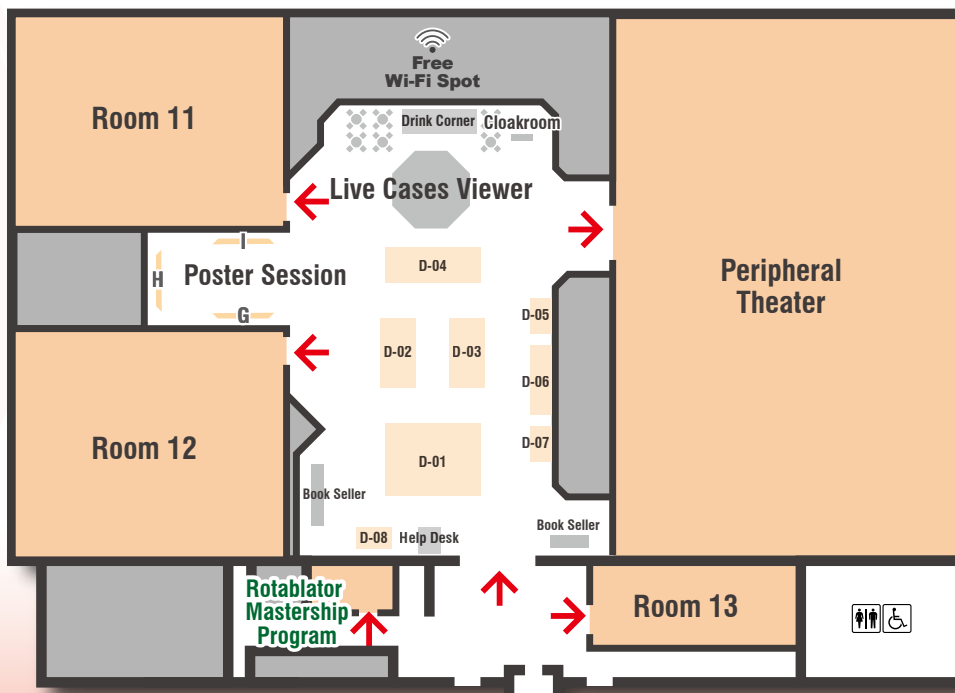 Free
Wi-Fi Spot
Room 11
Drink Corner
Cloakroom
Live Cases Viewer
I
H
Poster Session
G
D-04
Peripheral
Theater
D-05
D-02
D-03
D-06
Room 12
D-07
D-01
Book Seller
D-08
Help Desk
Book Seller
Rotablator
Mastership
Program
Room 13